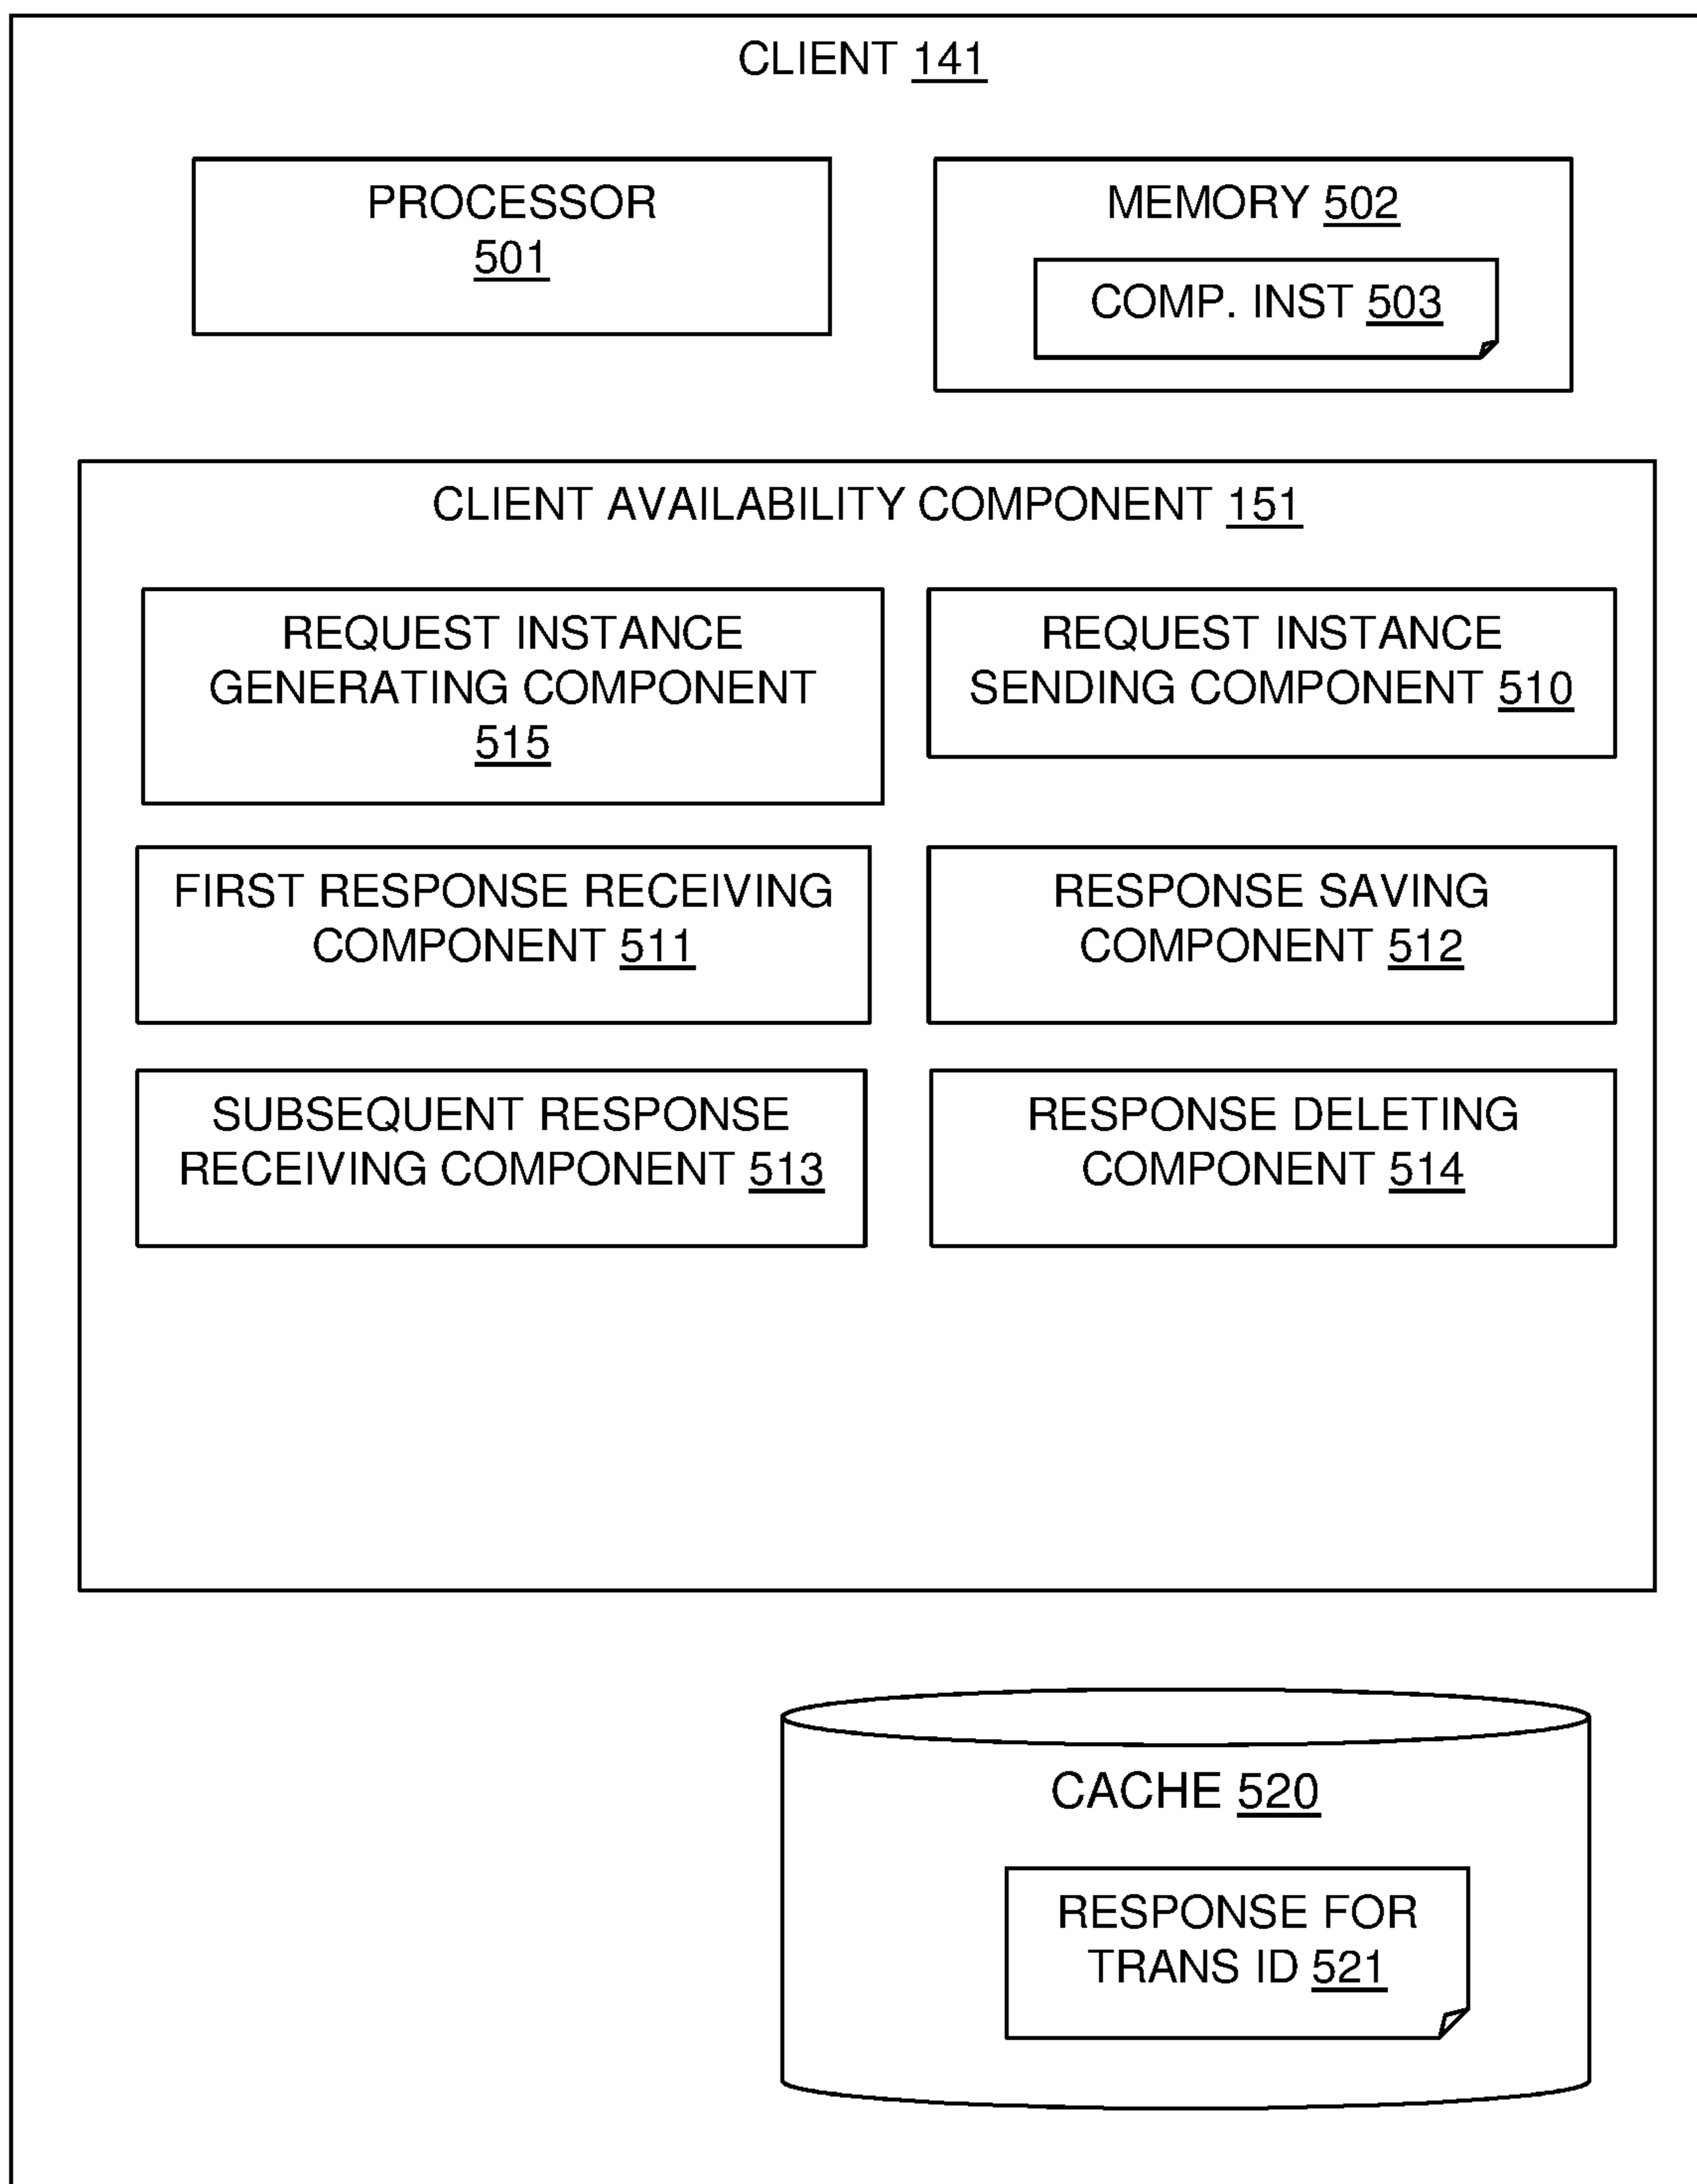 CLIENT 141
PROCESSOR
501
MEMORY 502
COMP. INST 503
CLIENT AVAILABILITY COMPONENT 151
REQUEST INSTANCE
GENERATING COMPONENT
515
REQUEST INSTANCE
SENDING COMPONENT 510
FIRST RESPONSE RECEIVING
COMPONENT 511
RESPONSE SAVING
COMPONENT 512
SUBSEQUENT RESPONSE
RECEIVING COMPONENT 513
RESPONSE DELETING
COMPONENT 514
CACHE 520
RESPONSE FOR
TRANS ID 521